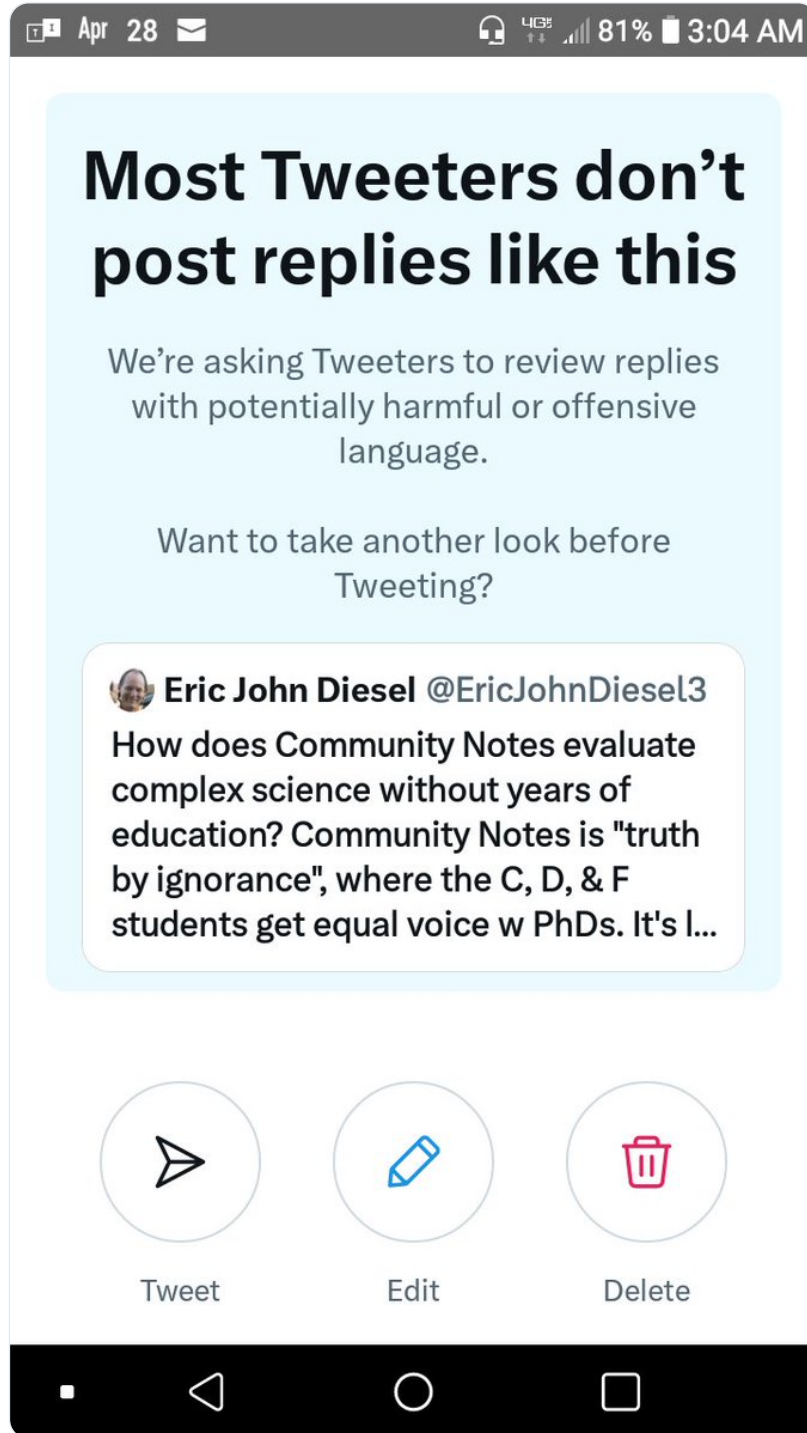 Apr 28 81% 3:04 AM
Most Tweeters don’t
post replies like this
We’re asking Tweeters to review replies
with potentially harmful or offensive
language.
Want to take another look before
Tweeting?
Eric John Diesel @EricJohnDiesel3
How does Community Notes evaluate
complex science without years of
education? Community Notes is "truth
by ignorance", where the C, D, & F
students get equal voice w PhDs. It's l...
Tweet Edit Delete